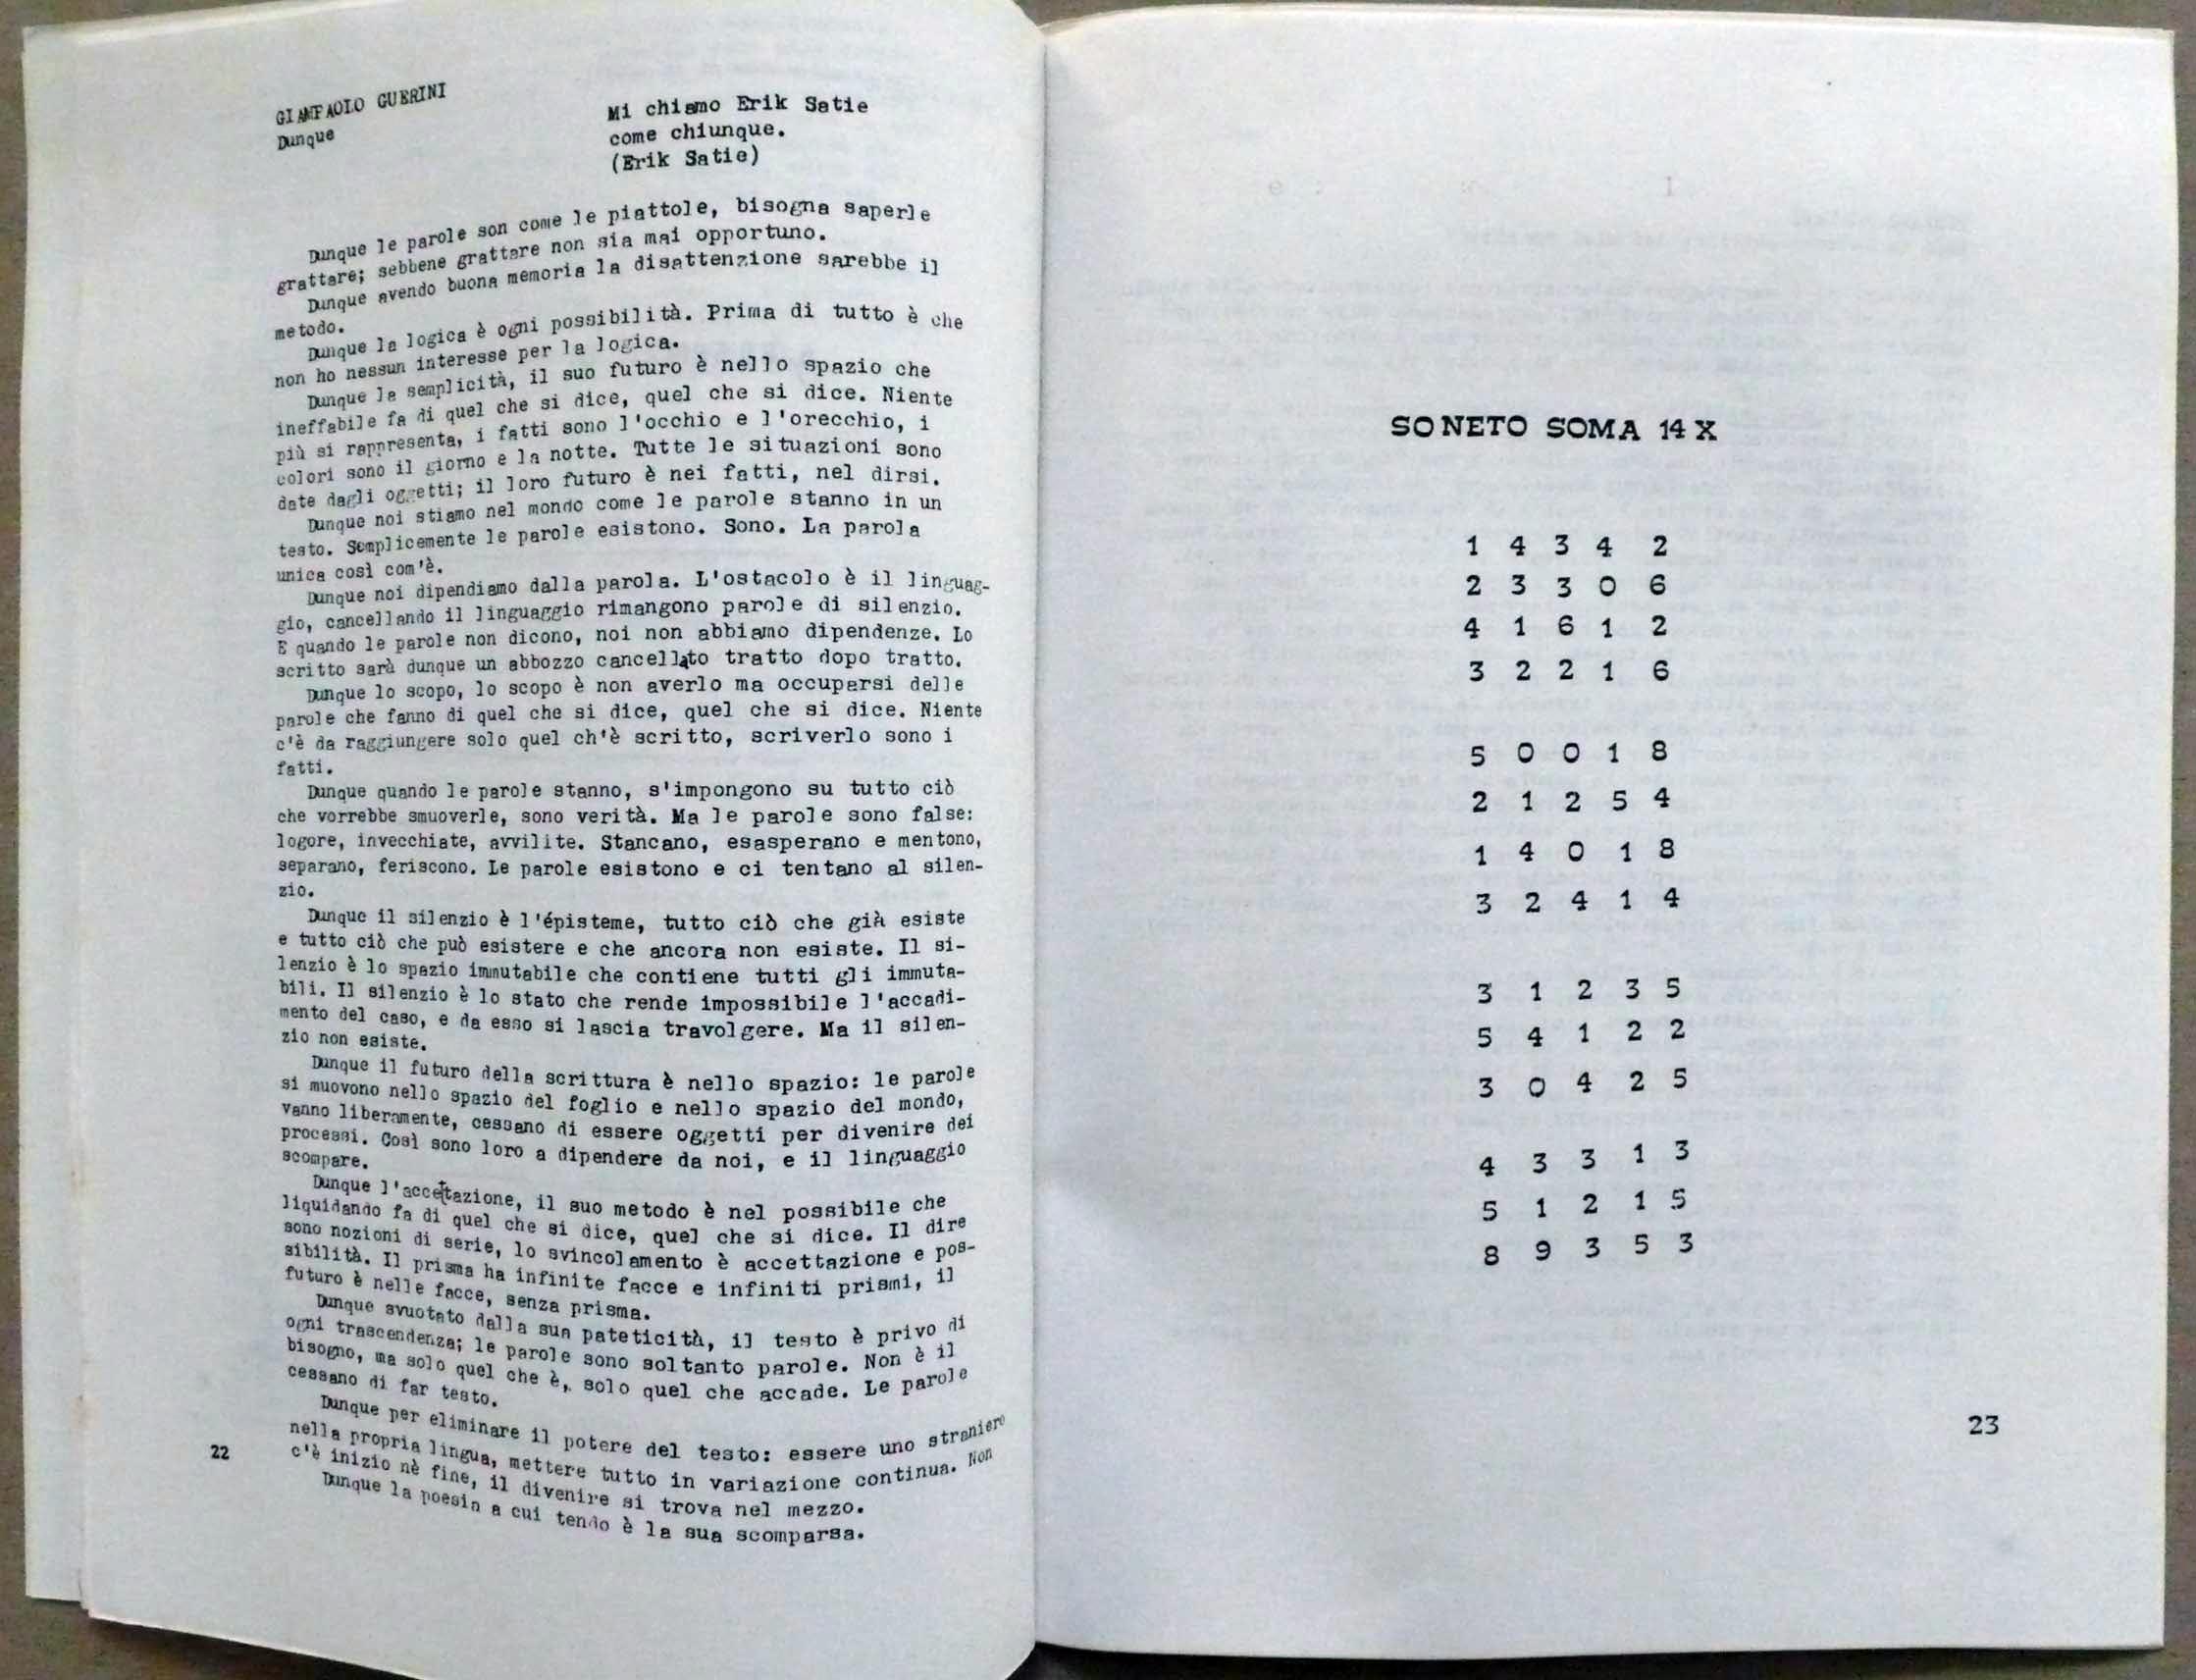 GIANFAOLO GUERINI
Dunque
Mi chiamo Erik Satie
come chiunque.
(Erik Satie)
Dunque le parole son come le piattole, bisogna saperle
grattare; sebbene grattare non sia mai opportuno.
Dunque avendo buona memoria la disattenzione sarebbe il
metodo.
Dunque la logica è ogni possibilità. Prima di tutto è che
non ho nessun interesse per la logica.
Dunque la semplicità, il suo futuro è nello spazio che
ineffabile fa di quel che si dice, quel che si dice. Niente
più si rappresenta, i fatti sono l'occhio e l'orecchio, i
colori sono il giorno e la notte. Tutte le situazioni sono
date dagli oggetti; il loro futuro è nei fatti, nel dirsi.
Dunque noi stiamo nel mondo come le parole stanno in un
testo. Semplicemente le parole esistono. Sono. La parola
unica così com'è.
Dunque noi dipendiamo dalla parola. L'ostacolo è il linguag-
gio, cancellando il linguaggio rimangono parole di silenzio.
E quando le parole non dicono, noi non abbiamo dipendenze. Lo
scritto sarà dunque un abbozzo cancellato tratto dopo tratto.
Dunque lo scopo, lo scopo è non averlo ma occuparsi delle
parole che fanno di quel che si dice, quel che si dice. Niente
c'è da raggiungere solo quel ch'è scritto, scriverlo sono i
fatti.
Dunque quando le parole stanno, s'impongono su tutto ciò
che vorrebbe smuoverle, sono verità. Ma le parole sono false:
logore, invecchiate, avvilite. Stancano, esasperano e mentono,
separano, feriscono. Le parole esistono e ci tentano al silen-
zio.
Dunque il silenzio è l'épisteme, tutto ciò che già esiste
e tutto ciò che può esistere e che ancora non esiste. Il si-
lenzio è lo spazio immutabile che contiene tutti gli immuta-
bili. Il silenzio è lo stato che rende impossibile l'accadi-
mento del caso, e da esso si lascia travolgere. Ma il silen-
zio non esiste.
Dunque il futuro della scrittura è nello spazio: le parole
si muovono nello spazio del foglio e nello spazio del mondo,
vanno liberamente, cessano di essere oggetti per divenire dei
processi. Così sono loro a dipendere da noi, e il linguaggio
scompare.
Dunque l'accettazione, il suo metodo è nel possibile che
liquidando fa di quel che si dice, quel che si dice. Il dire
sono nozioni di serie, lo svincolamento è accettazione e pos-
sibilità. Il prisma ha infinite facce e infiniti prismi, il
futuro è nelle facce, senza prisma.
Dunque svuotato dalla sua pateticità, il testo è privo di
ogni trascendenza; le parole sono soltanto parole. Non è il
bisogno, ma solo quel che è, solo quel che accade. Le parole
cessano di far testo.
Dunque per eliminare il potere del testo: essere uno straniero
nella propria lingua, mettere tutto in variazione continua. Non
c'è inizio nè fine, il divenire si trova nel mezzo.
Dunque la poesia a cui tendo è la sua scomparsa.
22
SONETO SOMA 14 X
1 4 3 4 2
2 3 3 0 6
4 1 6 1 2
3 2 2 1 6
5 0 0 1 8
2 1 2 5 4
1 4 0 1 8
3 2 4 1 4
3 1 2 3 5
5 4 1 2 2
3 0 4 2 5
4 3 3 1 3
5 1 2 1 5
8 9 3 5 3
23